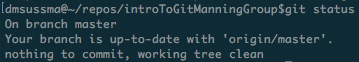 [dmsussma@~/repos/introToGitManningGroup$git status
On branch master
Your branch is up-to-date with 'origin/master'.
nothing to commit, working tree clean